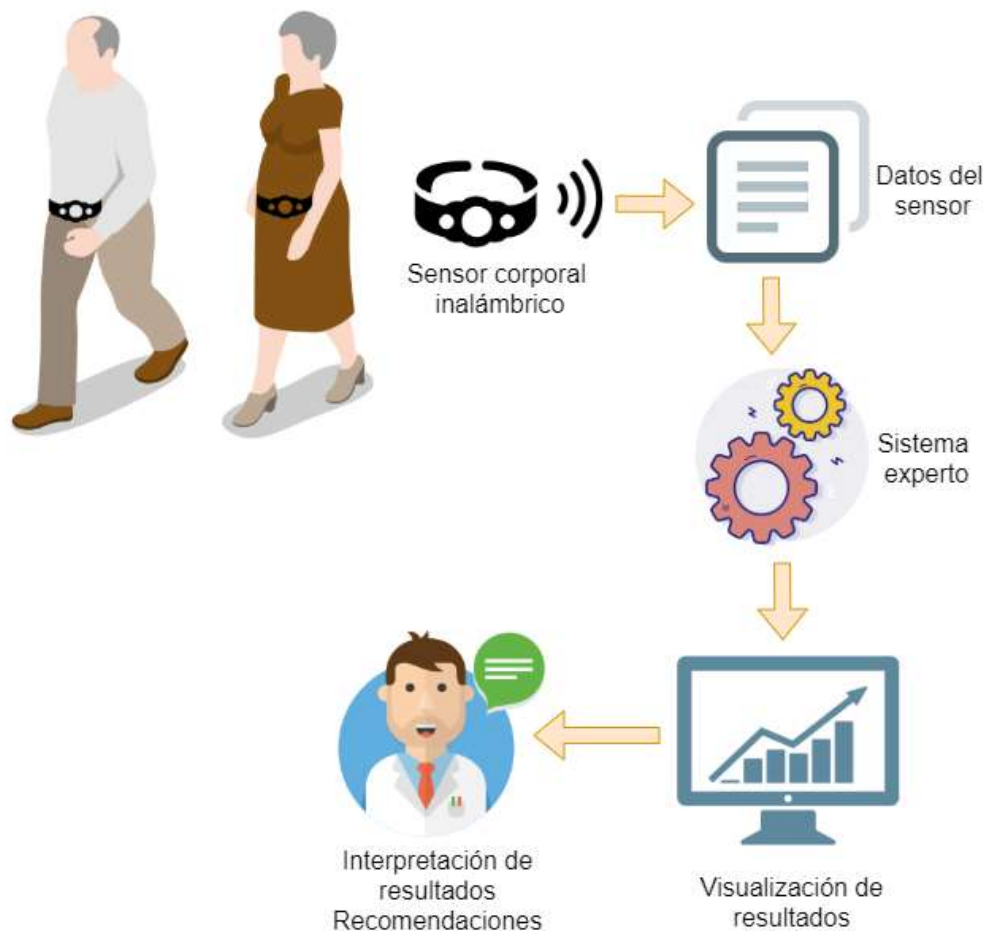 Datos del
sensor
Sensor corporal
inalámbrico
Sistema
experto
Interpretación de
resultados
Recomendaciones
Visualización de
resultados